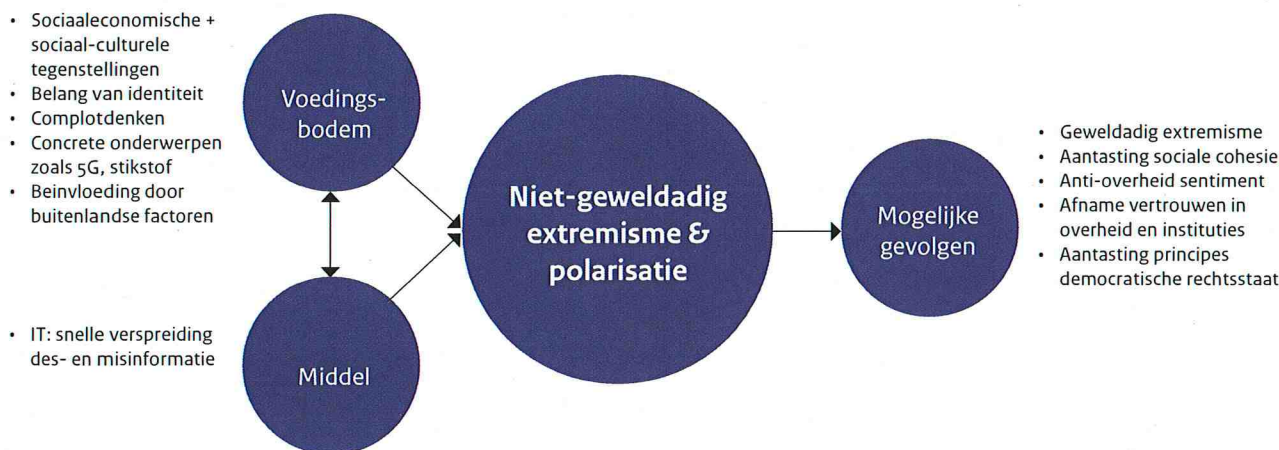 • Sociaaleconomische +
sociaal-culturele
tegenstellingen
• Belang van identiteit
• Complotdenken
• Concrete onderwerpen
zoals 5G, stikstof
• Beinvloeding door
buitenlandse factoren
Voedings-
bodem
• IT: snelle verspreiding
des- en misinformatie
Middel
Niet-geweldadig
extremisme &
polarisatie
Mogelijke
gevolgen
• Geweldadig extremisme
• Aantasting sociale cohesie
• Anti-overheid sentiment
• Afname vertrouwen in
overheid en instituties
• Aantasting principes
democratische rechtsstaat